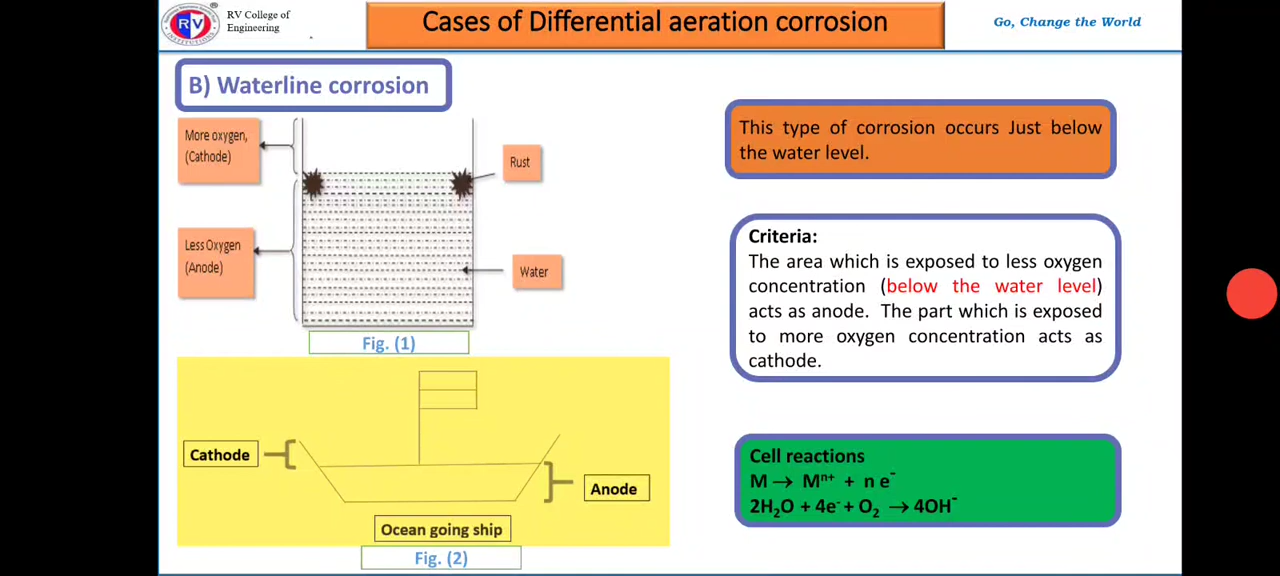 RV College of
Engineering
Cases of Differential aeration corrosion
Go, Change the World
B) Waterline corrosion
More oxygen,
(Cathode)
Rust
Less Oxygen
(Anode)
Water
Fig. (1)
Cathode
Anode
Ocean going ship
Fig. (2)
This type of corrosion occurs Just below
the water level.
Criteria:
The area which is exposed to less oxygen
concentration (below the water level)
acts as anode. The part which is exposed
to more oxygen concentration acts as
cathode.
Cell reactions
M → Mⁿ⁺ + n e⁻
2H₂O + 4e⁻ + O₂ → 4OH⁻